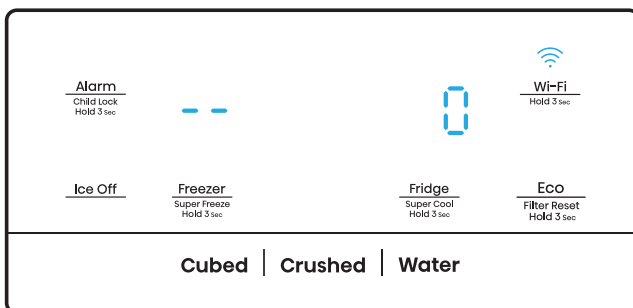 Alarm
Child Lock
Hold 3 Sec
-- 0
Wi-Fi
Hold 3 Sec
Ice Off
Freezer
Super Freeze
Hold 3 Sec
Fridge
Super Cool
Hold 3 Sec
Eco
Filter Reset
Hold 3 Sec
Cubed | Crushed | Water